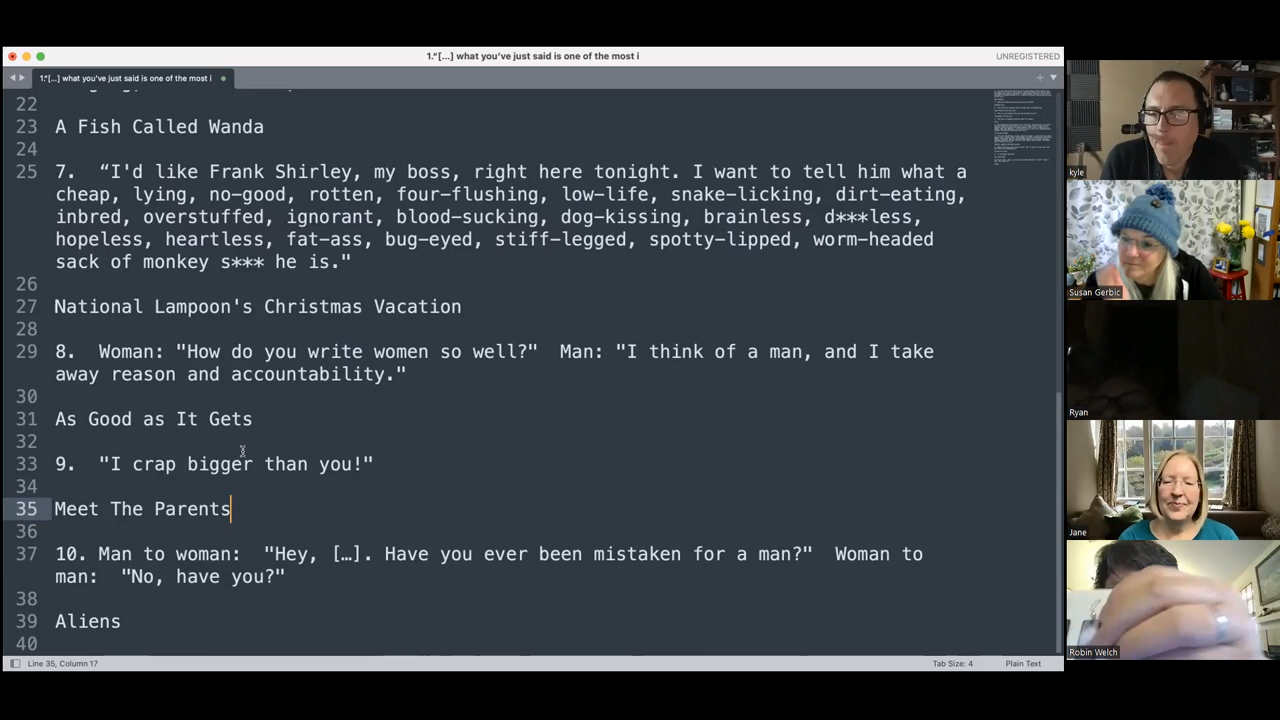 1."[…] what you've just said is one of the most i
UNREGISTERED
1."[…] what you've just said is one of the most i
22
23 A Fish Called Wanda
24
25 7.  “I'd like Frank Shirley, my boss, right here tonight. I want to tell him what a
cheap, lying, no-good, rotten, four-flushing, low-life, snake-licking, dirt-eating,
inbred, overstuffed, ignorant, blood-sucking, dog-kissing, brainless, d***less,
hopeless, heartless, fat-ass, bug-eyed, stiff-legged, spotty-lipped, worm-headed
sack of monkey s*** he is."
26
27 National Lampoon's Christmas Vacation
28
29 8.  Woman: "How do you write women so well?"  Man: "I think of a man, and I take
away reason and accountability."
30
31 As Good as It Gets
32
33 9.  "I crap bigger than you!"
34
35 Meet The Parents
36
37 10. Man to woman:  "Hey, […]. Have you ever been mistaken for a man?"  Woman to
man:  "No, have you?"
38
39 Aliens
40
Line 35, Column 17
Tab Size: 4
Plain Text
kyle
Susan Gerbic
Ryan
Jane
Robin Welch